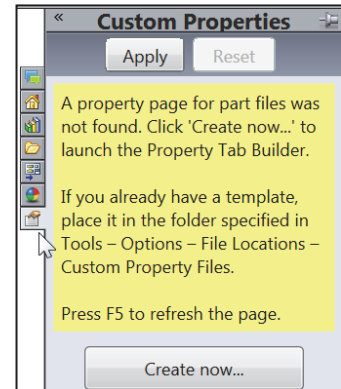 « Custom Properties
Apply Reset
A property page for part files was
not found. Click 'Create now...' to
launch the Property Tab Builder.
If you already have a template,
place it in the folder specified in
Tools – Options – File Locations –
Custom Property Files.
Press F5 to refresh the page.
Create now...